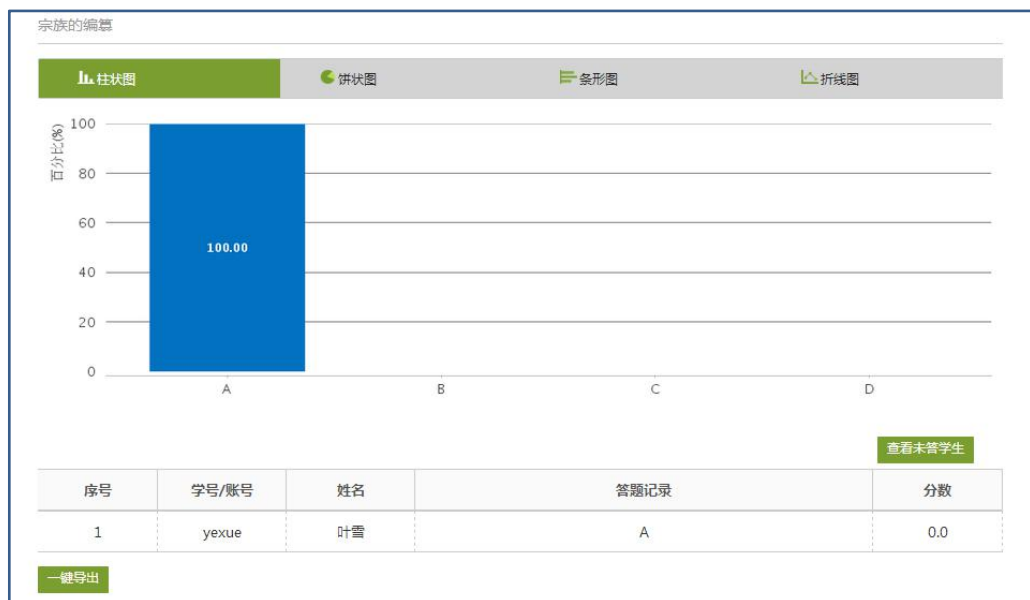 宗族的编纂
柱状图 饼状图 条形图 折线图
百分比(%)
100
80
60
40
20
0
100.00
A B C D
查看未答学生
序号 学号/账号 姓名 答题记录 分数
1 yexue 叶雪 A 0.0
一键导出